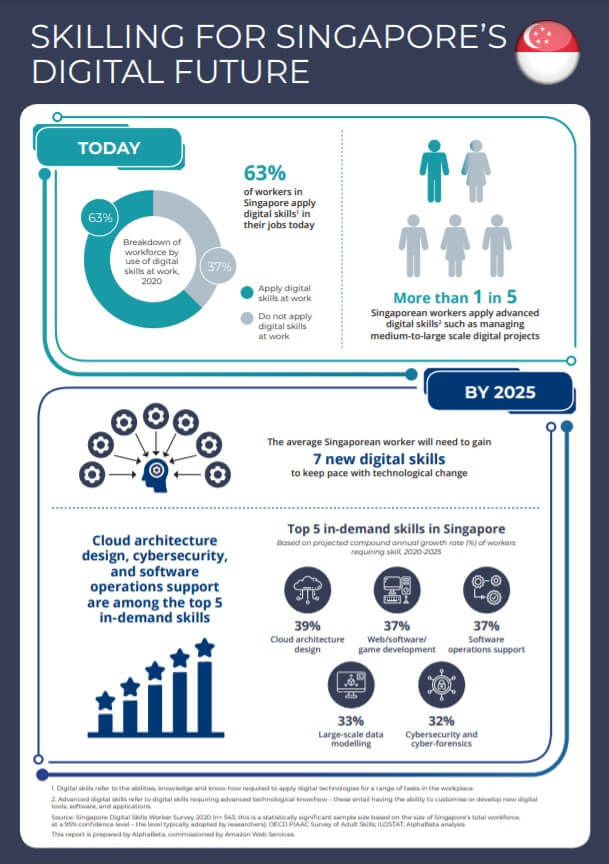 SKILLING FOR SINGAPORE'S
DIGITAL FUTURE
TODAY
63%
37%
Breakdown of
workforce by
use of digital
skills at work,
2020
63%
of workers in
Singapore apply
digital skills¹ in
their jobs today
Apply digital
skills at work
Do not apply
digital skills
at work
More than 1 in 5
Singaporean workers apply advanced
digital skills² such as managing
medium-to-large scale digital projects
BY 2025
The average Singaporean worker will need to gain
7 new digital skills
to keep pace with technological change
Cloud architecture
design, cybersecurity,
and software
operations support
are among the top 5
in-demand skills
Top 5 in-demand skills in Singapore
Based on projected compound annual growth rate (%) of workers
requiring skill, 2020-2025
39%
Cloud architecture
design
37%
Web/software/
game development
37%
Software
operations support
33%
Large-scale data
modelling
32%
Cybersecurity and
cyber-forensics
1. Digital skills refer to the abilities, knowledge and know-how required to apply digital technologies for a range of tasks in the workplace.
2. Advanced digital skills refer to digital skills requiring advanced technological knowhow – these entail having the ability to customise or develop new digital
tools, software, and applications.
Source: Singapore Digital Skills Worker Survey 2020 (n= 543; this is a statistically significant sample size based on the size of Singapore's total workforce,
at a 95% confidence level – the level typically adopted by researchers); OECD PIAAC Survey of Adult Skills; ILOSTAT; AlphaBeta analysis
This report is prepared by AlphaBeta, commissioned by Amazon Web Services.